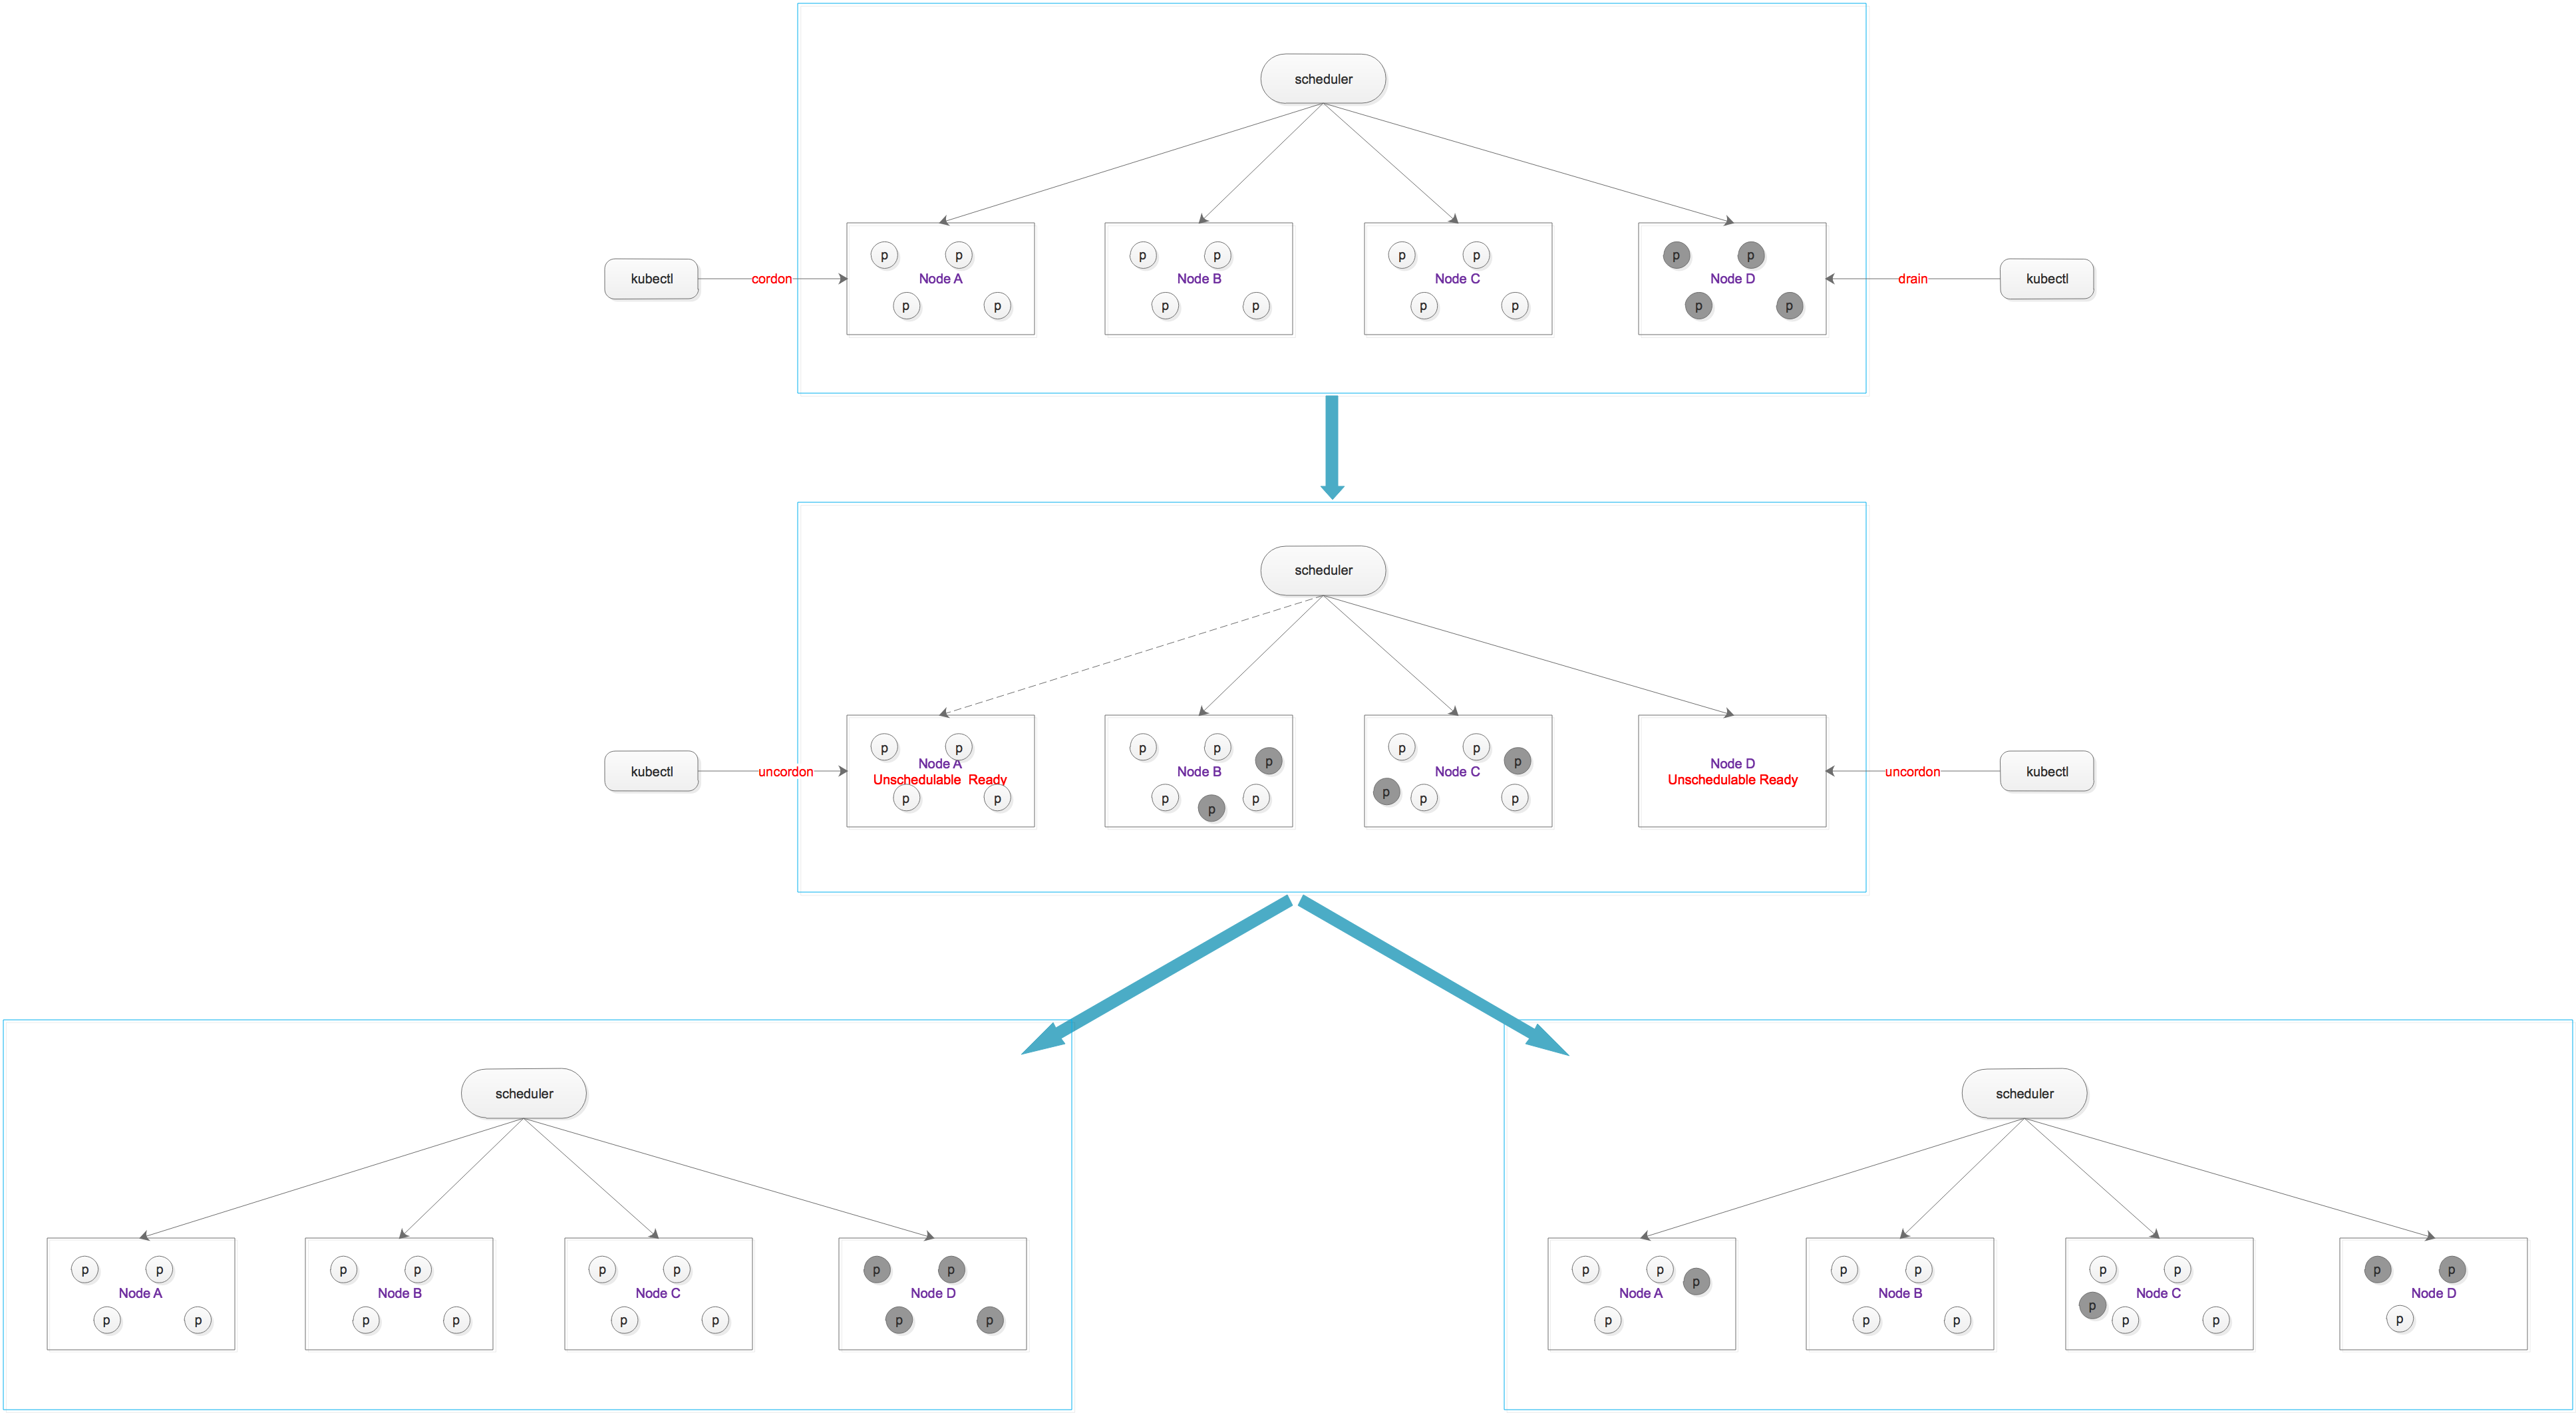 scheduler
p p p p p p p p
Node A Node B Node C Node D
kubectl cordon drain kubectl
p p p p p p p p
scheduler
p p p p p p
Node A Node B p Node C p Node D
Unschedulable Ready Unschedulable Ready
kubectl uncordon uncordon kubectl
p p p p p p p p
scheduler
p p p p p p p p
Node A Node B Node C Node D
p p p p p p p p
scheduler
p p p p p p p p p
Node A Node B Node C Node D
p p p p p p p